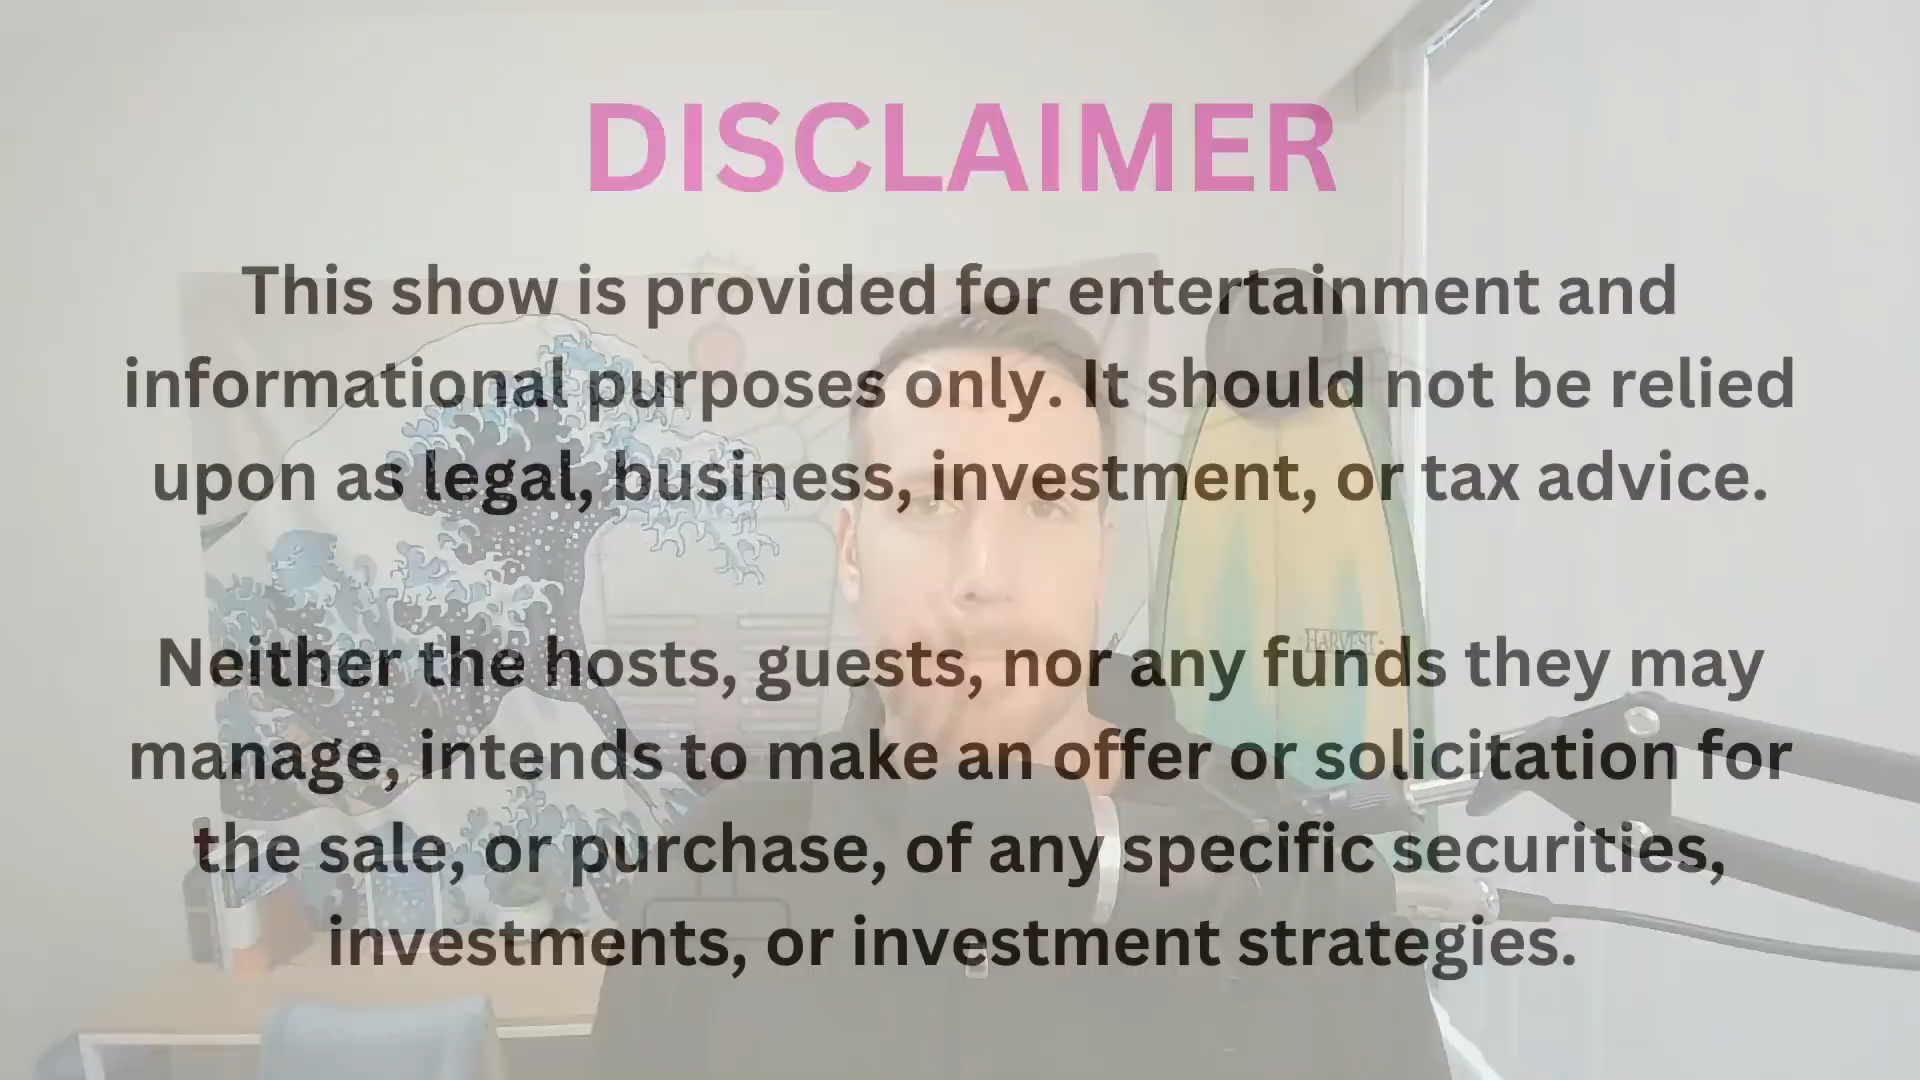 DISCLAIMER
This show is provided for entertainment and
informational purposes only. It should not be relied
upon as legal, business, investment, or tax advice.
Neither the hosts, guests, nor any funds they may
manage, intends to make an offer or solicitation for
the sale, or purchase, of any specific securities,
investments, or investment strategies.
HARVEST